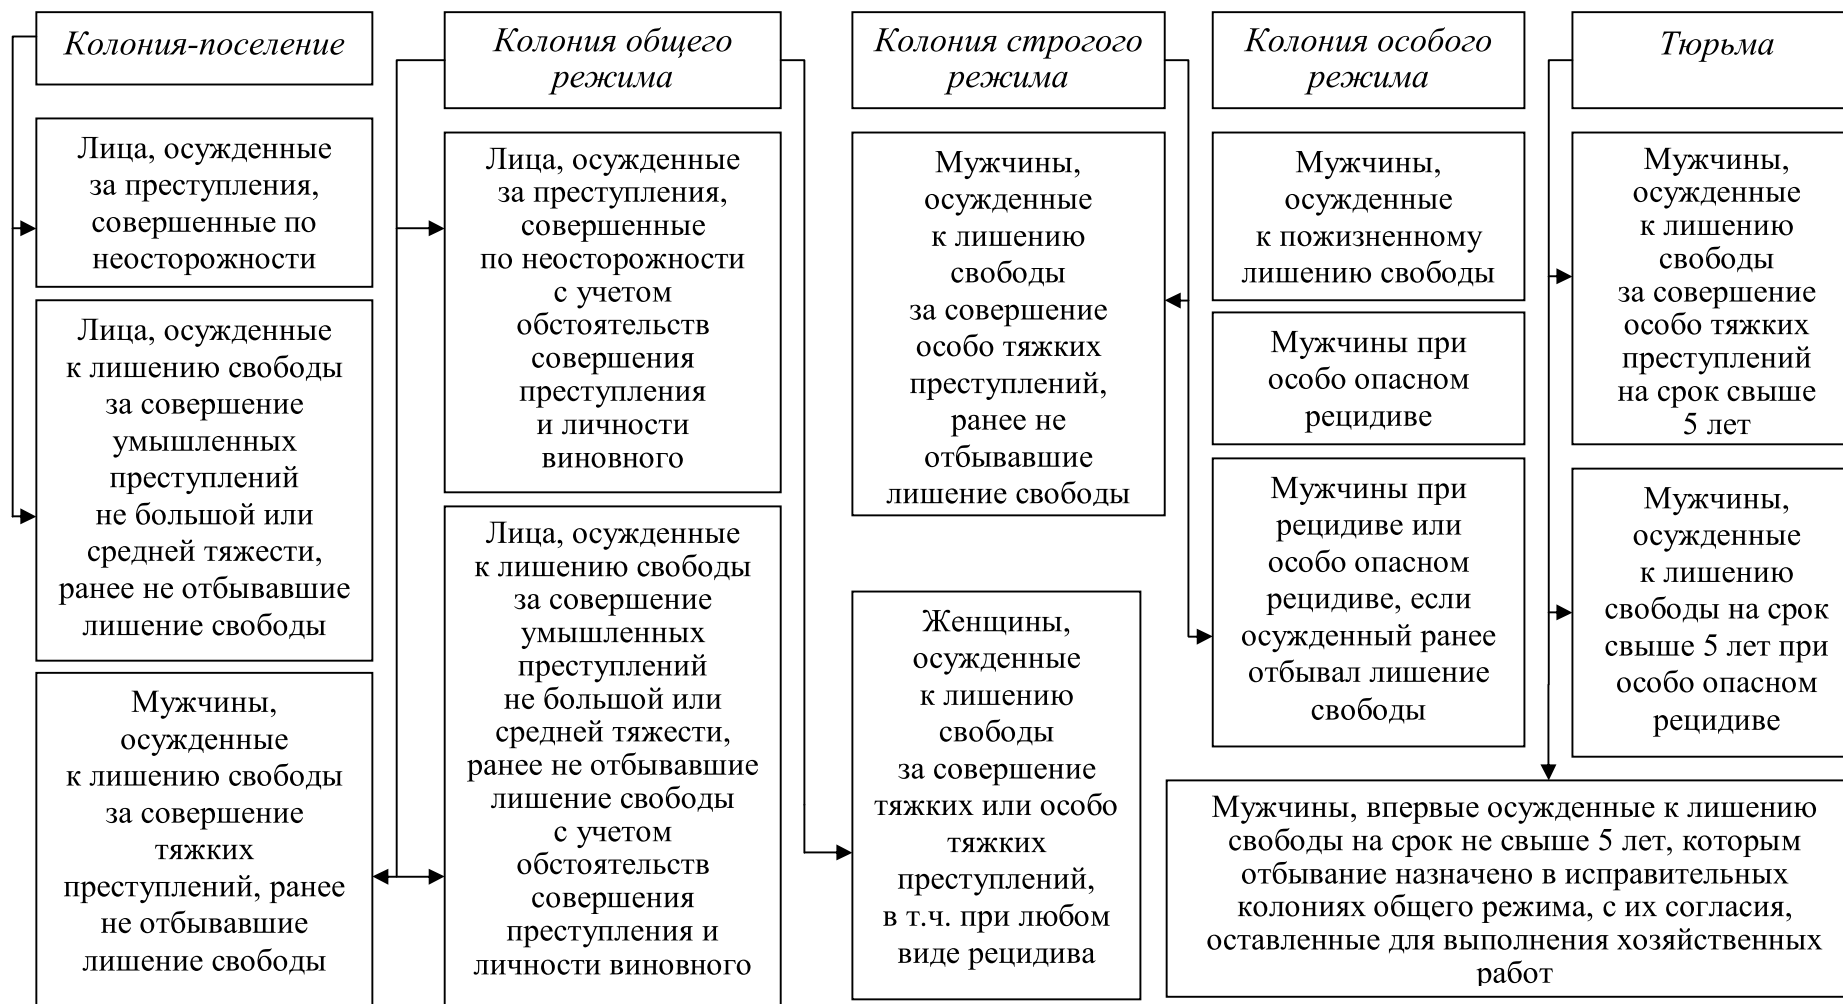 Колония-поселение
Лица, осужденные
за преступления,
совершенные по
неосторожности
Лица, осужденные
к лишению свободы
за совершение
умышленных
преступлений
не большой или
средней тяжести,
ранее не отбывавшие
лишение свободы
Мужчины,
осужденные
к лишению свободы
за совершение
тяжких
преступлений, ранее
не отбывавшие
лишение свободы
Колония общего
режима
Лица, осужденные
за преступления,
совершенные
по неосторожности
с учетом
обстоятельств
совершения
преступления
и личности
виновного
Лица, осужденные
к лишению свободы
за совершение
умышленных
преступлений
не большой или
средней тяжести,
ранее не отбывавшие
лишение свободы
с учетом
обстоятельств
совершения
преступления и
личности виновного
Колония строгого
режима
Мужчины,
осужденные
к лишению
свободы
за совершение
особо тяжких
преступлений,
ранее не
отбывавшие
лишение свободы
Женщины,
осужденные
к лишению
свободы
за совершение
тяжких или особо
тяжких
преступлений,
в т.ч. при любом
виде рецидива
Колония особого
режима
Мужчины,
осужденные
к пожизненному
лишению свободы
Мужчины при
особо опасном
рецидиве
Мужчины при
рецидиве или
особо опасном
рецидиве, если
осужденный ранее
отбывал лишение
свободы
Тюрьма
Мужчины,
осужденные
к лишению
свободы
за совершение
особо тяжких
преступлений
на срок свыше
5 лет
Мужчины,
осужденные
к лишению
свободы на срок
свыше 5 лет при
особо опасном
рецидиве
Мужчины, впервые осужденные к лишению
свободы на срок не свыше 5 лет, которым
отбывание назначено в исправительных
колониях общего режима, с их согласия,
оставленные для выполнения хозяйственных
работ